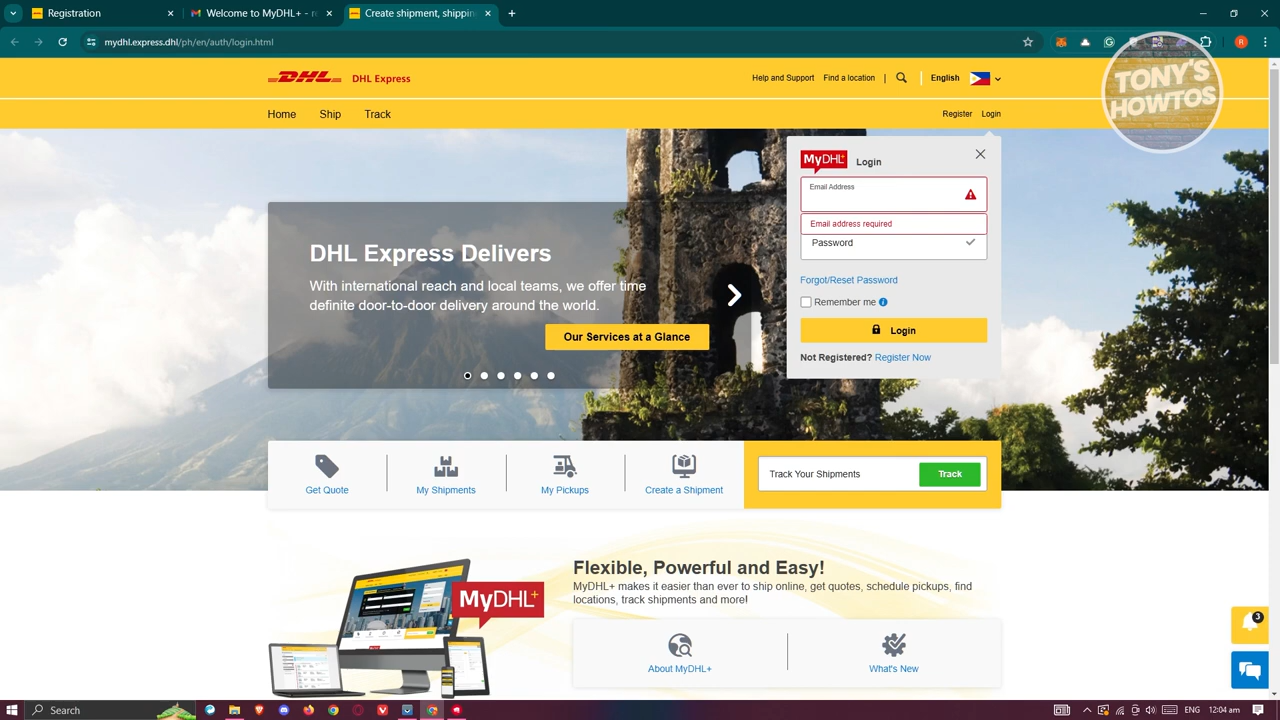 Registration
Welcome to MyDHL+ - r
Create shipment, shippin
mydhl.express.dhl/ph/en/auth/login.html
TONY'S
HOWTOS
DHL DHL Express
Help and Support Find a location | English
Home Ship Track
Register Login
MyDHL+ Login
Email Address
Email address required
Password
Forgot/Reset Password
Remember me
Login
Not Registered? Register Now
DHL Express Delivers
With international reach and local teams, we offer time
definite door-to-door delivery around the world.
Our Services at a Glance
Get Quote
My Shipments
My Pickups
Create a Shipment
Track Your Shipments
Track
MyDHL+
Flexible, Powerful and Easy!
MyDHL+ makes it easier than ever to ship online, get quotes, schedule pickups, find
locations, track shipments and more!
About MyDHL+
What's New
3
Search
12:04 am